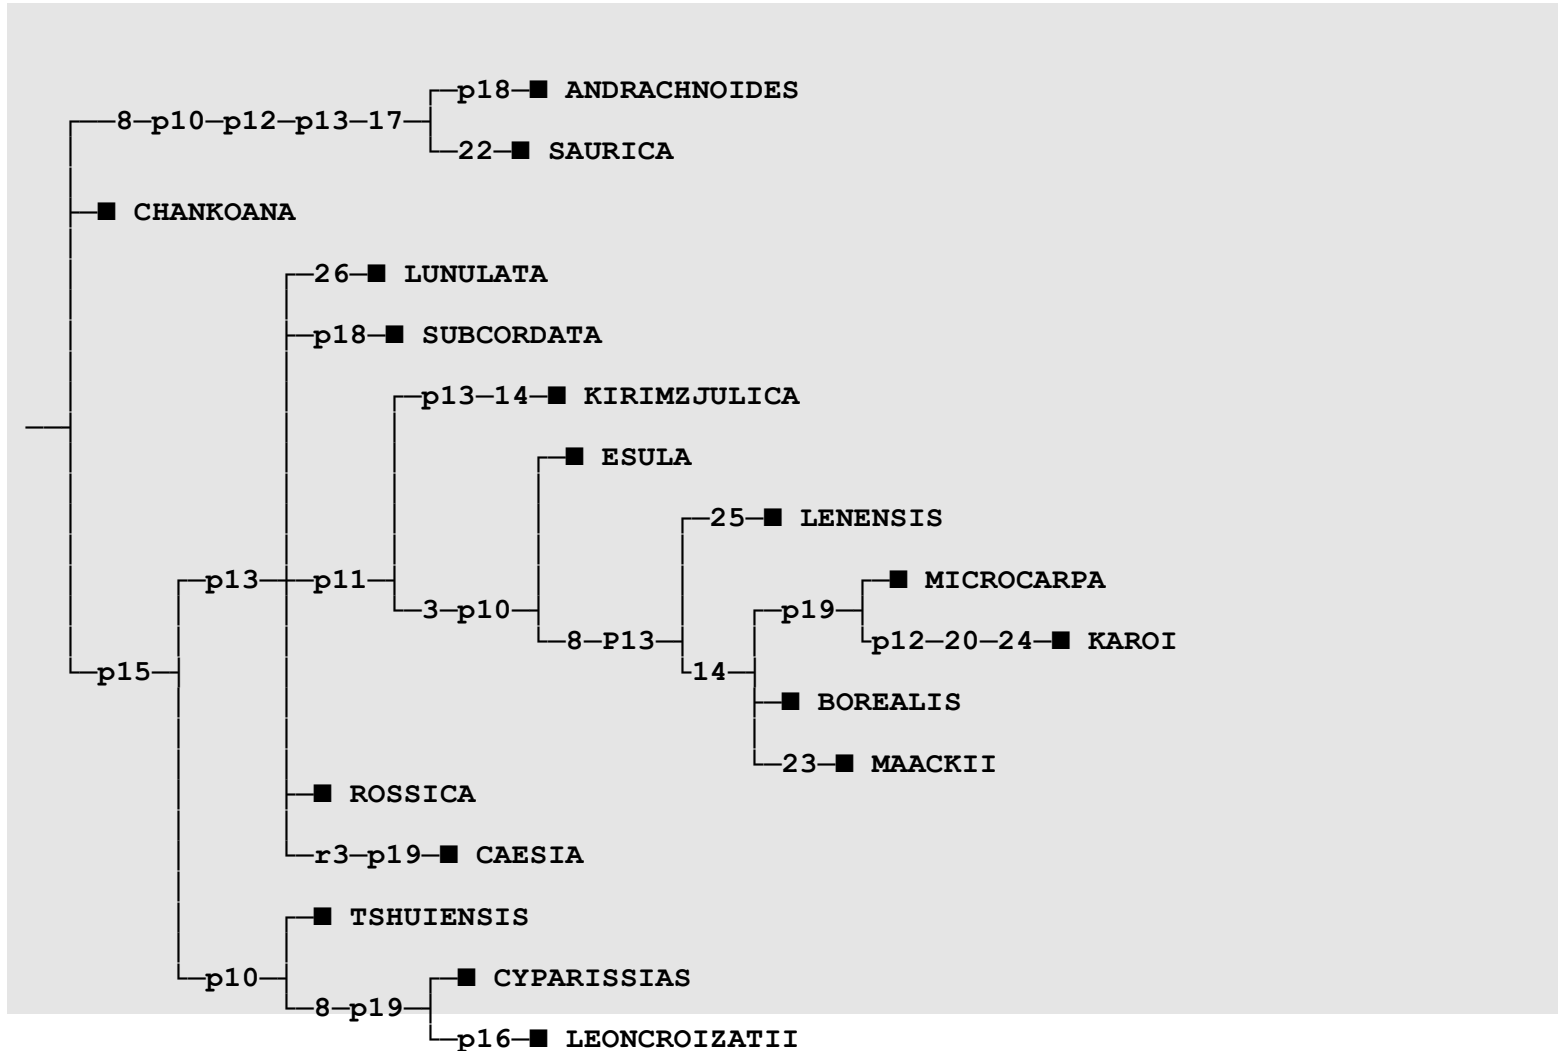 p18 ANDRACHNOIDES
8 p10 p12 p13 17
22 SAURICA
CHANKOANA
26 LUNULATA
p18 SUBCORDATA
p13 14 KIRIMZJULICA
ESULA
25 LENENSIS
p13 p11 MICROCARPA
3 p10 p19
8 P13 p12 20 24 KAROI
p15 14
BOREALIS
23 MAACKII
ROSSICA
r3 p19 CAESIA
TSHUIENSIS
p10 CYPARISSIAS
8 p19
p16 LEONCROIZATII